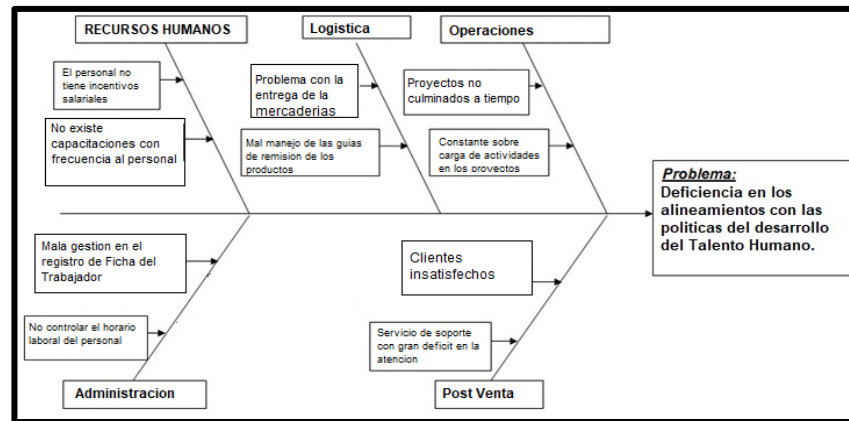 RECURSOS HUMANOS
Logistica
Operaciones
El personal no
tiene incentivos
salariales
Problema con la
entrega de la
mercaderias
Proyectos no
culminados a tiempo
No existe
capacitaciones con
frecuencia al personal
Mal manejo de las guias
de remision de los
productos
Constante sobre
carga de actividades
en los proyectos
Problema:
Deficiencia en los
alineamientos con las
politicas del desarrollo
del Talento Humano.
Mala gestion en el
registro de Ficha del
Trabajador
Clientes
insatisfechos
No controlar el horario
laboral del personal
Servicio de soporte
con gran deficit en la
atencion
Administracion
Post Venta